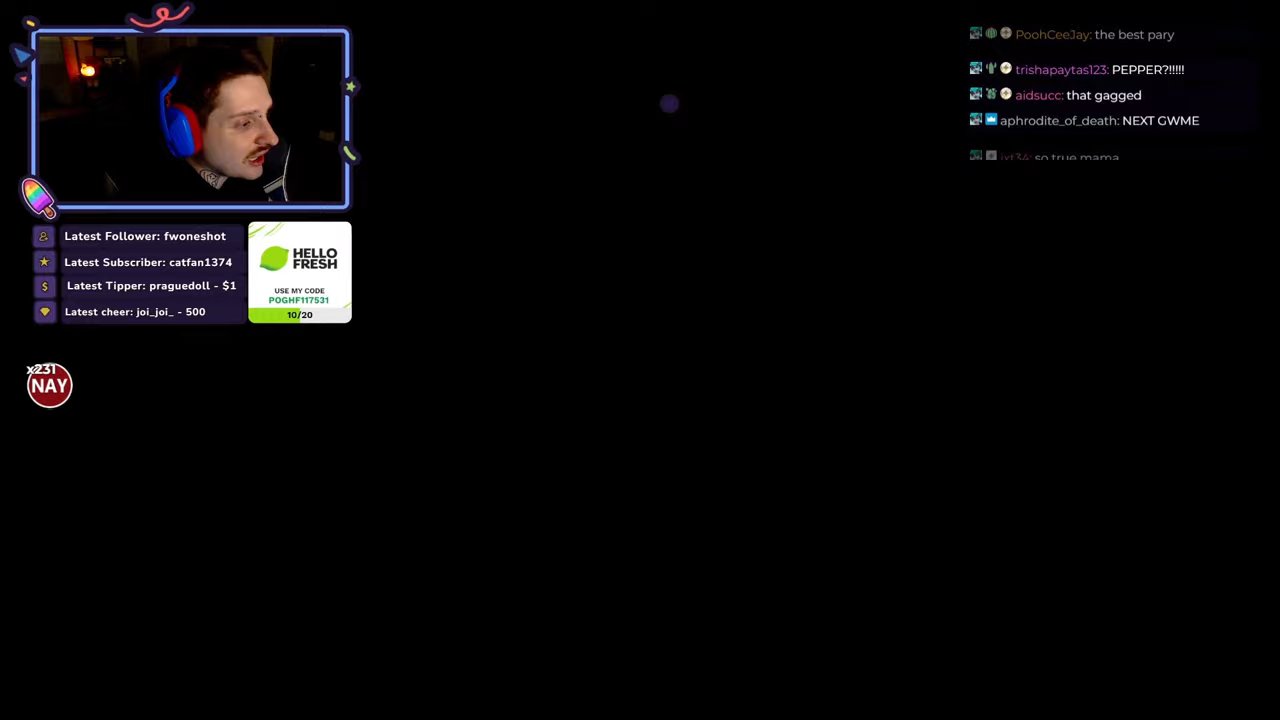 PoohCeeJay: the best pary
trishapaytas123: PEPPER?!!!!!
aidsucc: that gagged
aphrodite_of_death: NEXT GWME
jxt34: so true mama
Latest Follower: fwoneshot
Latest Subscriber: catfan1374
Latest Tipper: praguedoll - $1
Latest cheer: joi_joi_ - 500
HELLO
FRESH
USE MY CODE
POGHF117531
10/20
x231
NAY